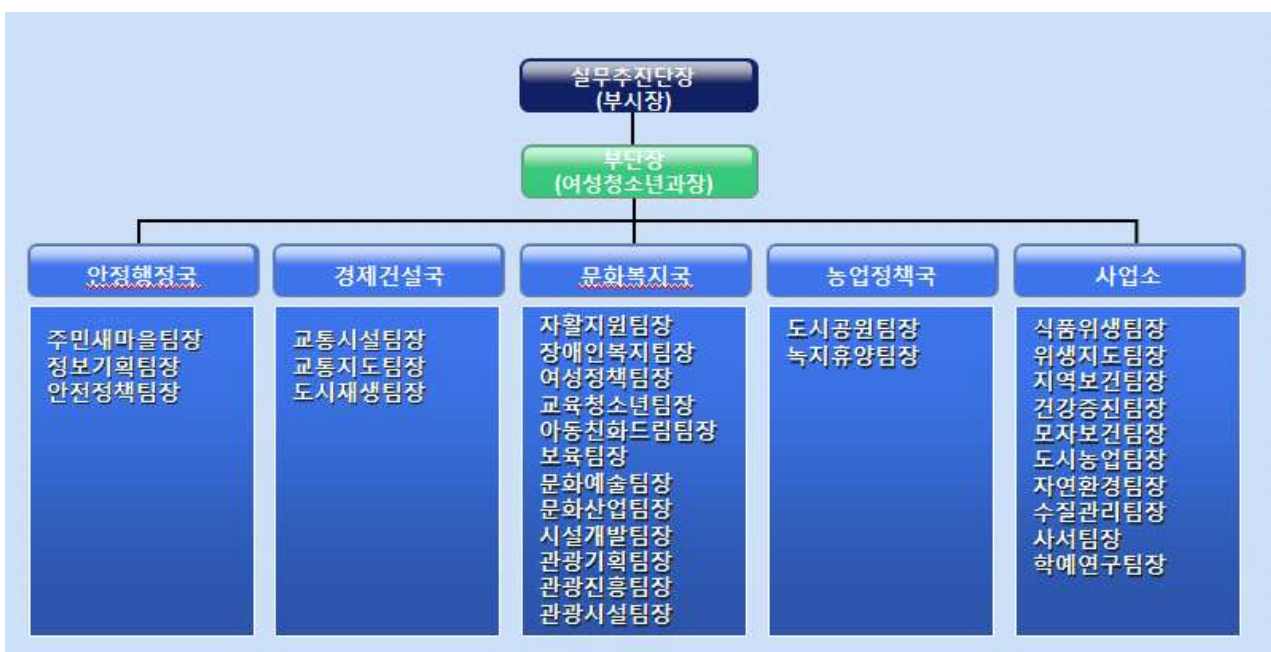 실무추진단장
(부시장)
부단장
(여성청소년과장)
안정행정국
주민새마을팀장
정보기획팀장
안전정책팀장
경제건설국
교통시설팀장
교통지도팀장
도시재생팀장
문화복지국
자활지원팀장
장애인복지팀장
여성정책팀장
교육청소년팀장
아동친화드림팀장
보육팀장
문화예술팀장
문화산업팀장
시설개발팀장
관광기획팀장
관광진흥팀장
관광시설팀장
농업정책국
도시공원팀장
녹지휴양팀장
사업소
식품위생팀장
위생지도팀장
지역보건팀장
건강증진팀장
모자보건팀장
도시농업팀장
자연환경팀장
수질관리팀장
사서팀장
학예연구팀장